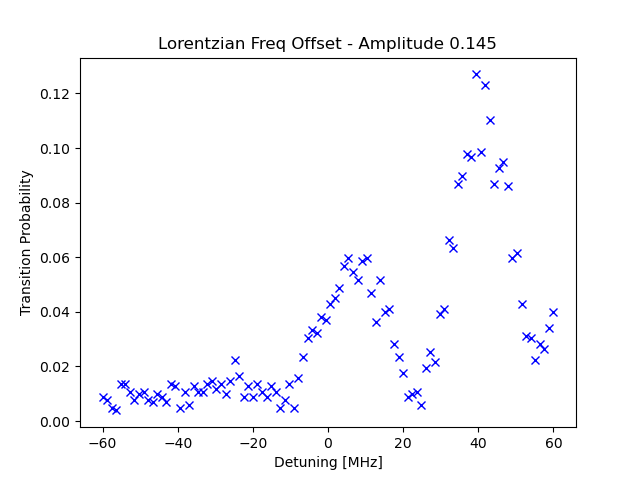 Lorentzian Freq Offset - Amplitude 0.145
Transition Probability
0.12
0.10
0.08
0.06
0.04
0.02
0.00
−60 −40 −20 0 20 40 60
Detuning [MHz]